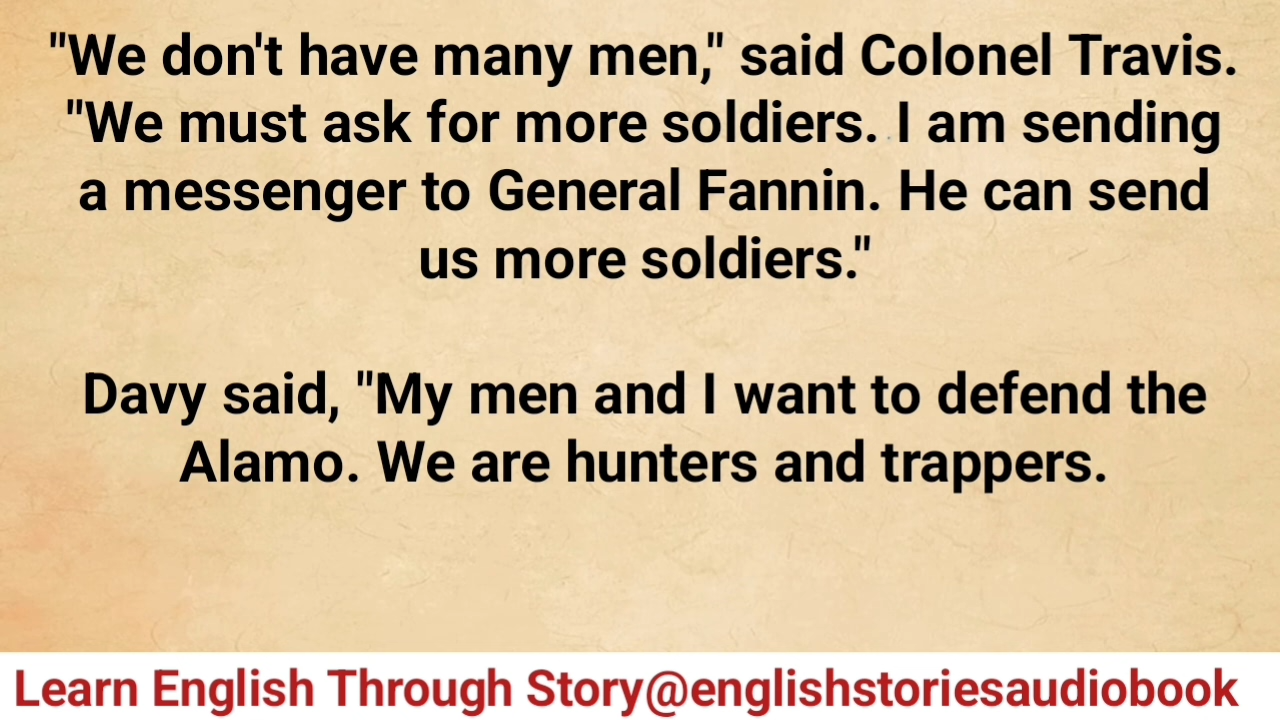 "We don't have many men," said Colonel Travis.
"We must ask for more soldiers. I am sending
a messenger to General Fannin. He can send
us more soldiers."
Davy said, "My men and I want to defend the
Alamo. We are hunters and trappers.
Learn English Through Story@englishstoriesaudiobook